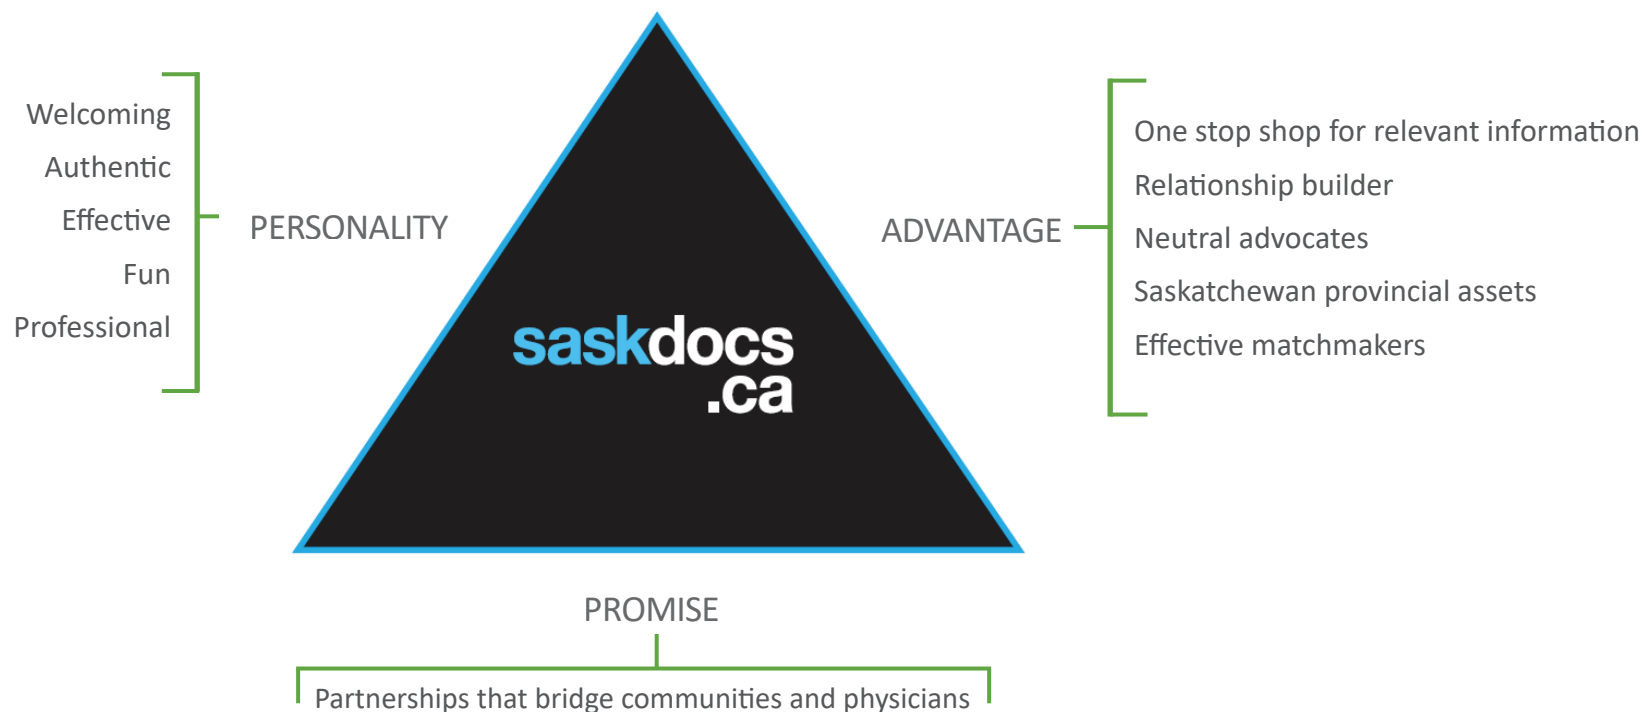 Welcoming
Authentic
Effective
Fun
Professional
PERSONALITY
saskdocs
.ca
ADVANTAGE
One stop shop for relevant information
Relationship builder
Neutral advocates
Saskatchewan provincial assets
Effective matchmakers
PROMISE
Partnerships that bridge communities and physicians